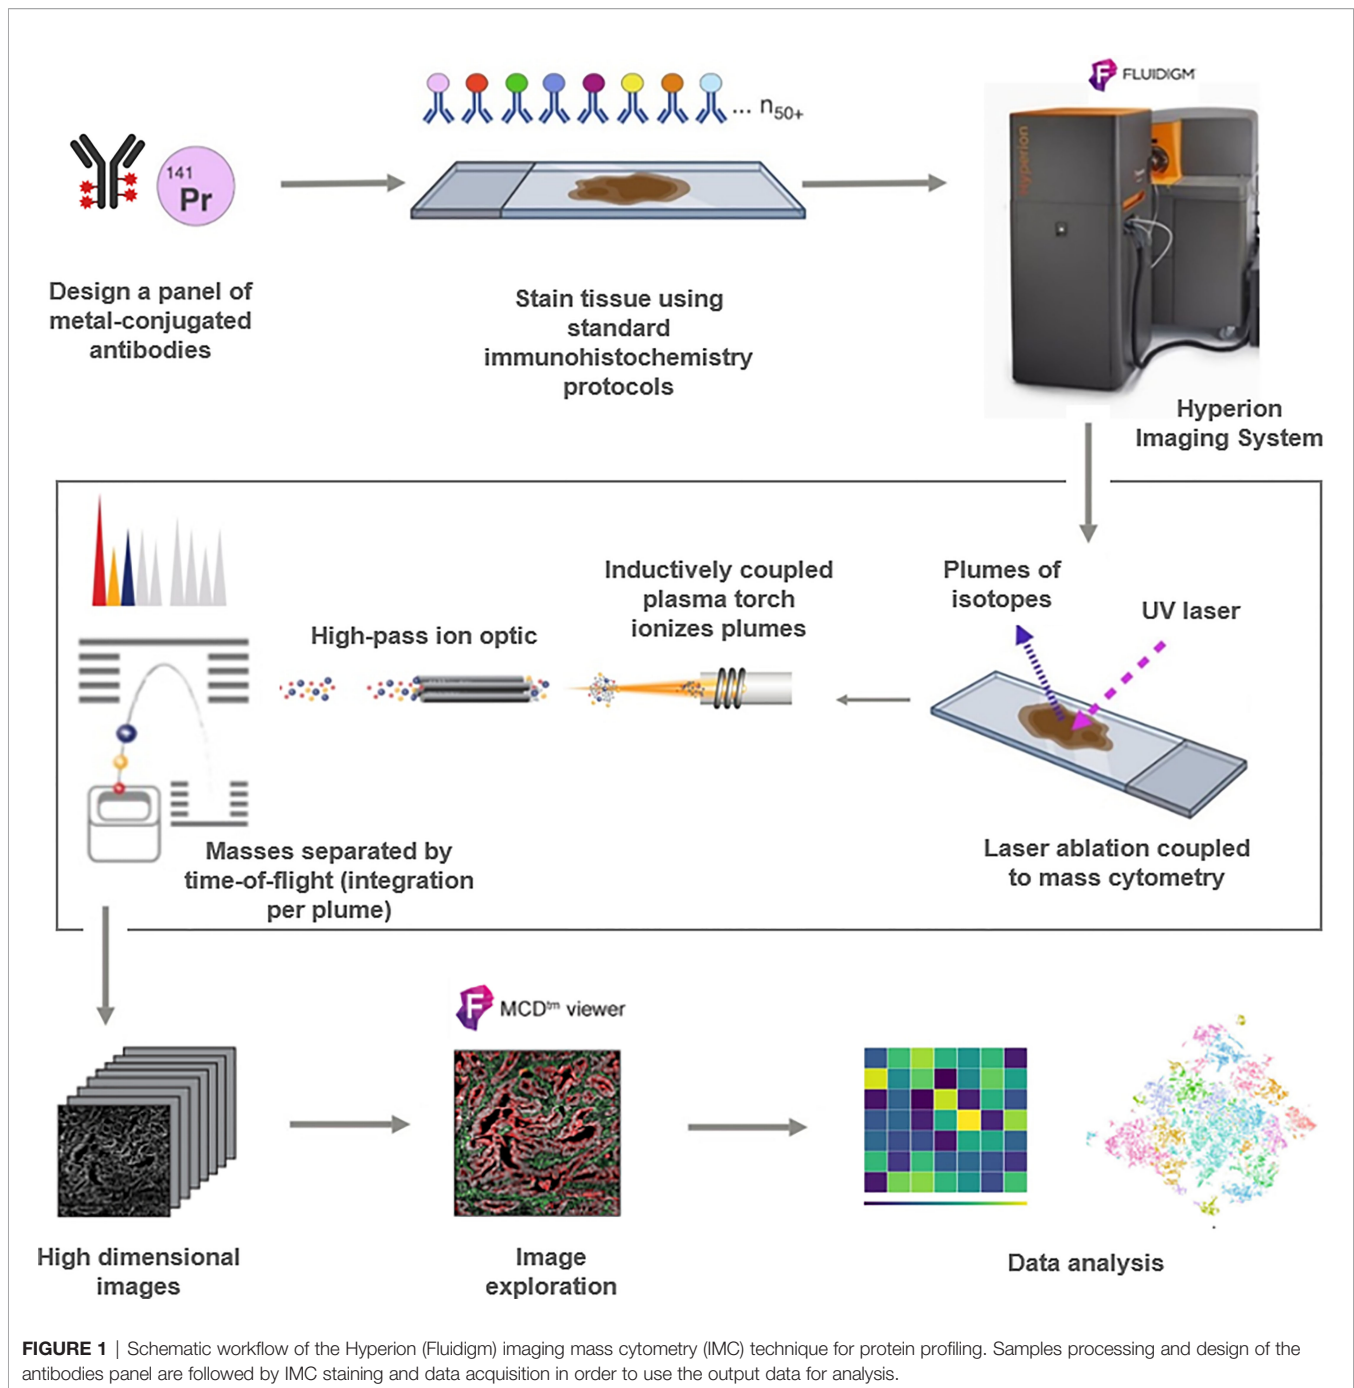 FLUIDIGM
... n50+
Hyperion
141
Pr
Design a panel of
metal-conjugated
antibodies
Stain tissue using
standard
immunohistochemistry
protocols
Hyperion
Imaging System
Plumes of
isotopes
UV laser
Inductively coupled
plasma torch
ionizes plumes
High-pass ion optic
Laser ablation coupled
to mass cytometry
Masses separated by
time-of-flight (integration
per plume)
MCDtm viewer
High dimensional
images
Image
exploration
Data analysis
FIGURE 1 | Schematic workflow of the Hyperion (Fluidigm) imaging mass cytometry (IMC) technique for protein profiling. Samples processing and design of the
antibodies panel are followed by IMC staining and data acquisition in order to use the output data for analysis.